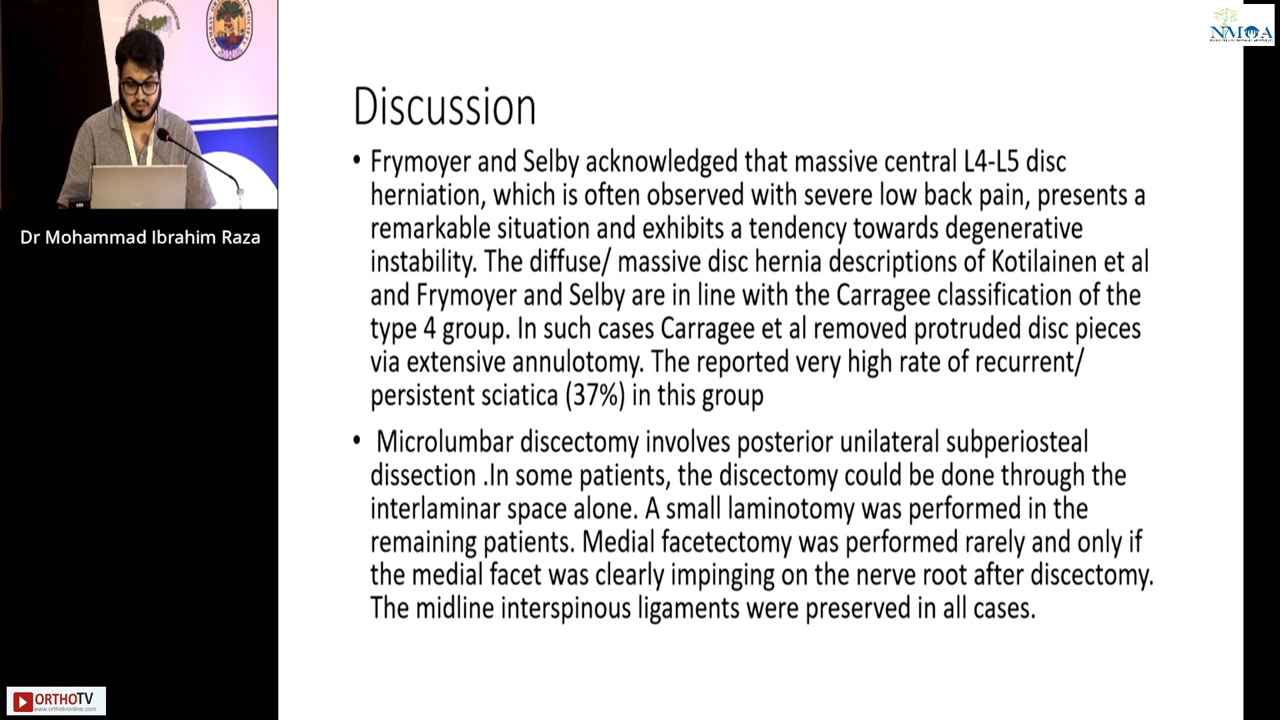 Discussion
• Frymoyer and Selby acknowledged that massive central L4-L5 disc
herniation, which is often observed with severe low back pain, presents a
remarkable situation and exhibits a tendency towards degenerative
instability. The diffuse/ massive disc hernia descriptions of Kotilainen et al
and Frymoyer and Selby are in line with the Carragee classification of the
type 4 group. In such cases Carragee et al removed protruded disc pieces
via extensive annulotomy. The reported very high rate of recurrent/
persistent sciatica (37%) in this group
• Microlumbar discectomy involves posterior unilateral subperiosteal
dissection .In some patients, the discectomy could be done through the
interlaminar space alone. A small laminotomy was performed in the
remaining patients. Medial facetectomy was performed rarely and only if
the medial facet was clearly impinging on the nerve root after discectomy.
The midline interspinous ligaments were preserved in all cases.
Dr Mohammad Ibrahim Raza
NMOA
ORTHOTV
www.orthotvonline.com